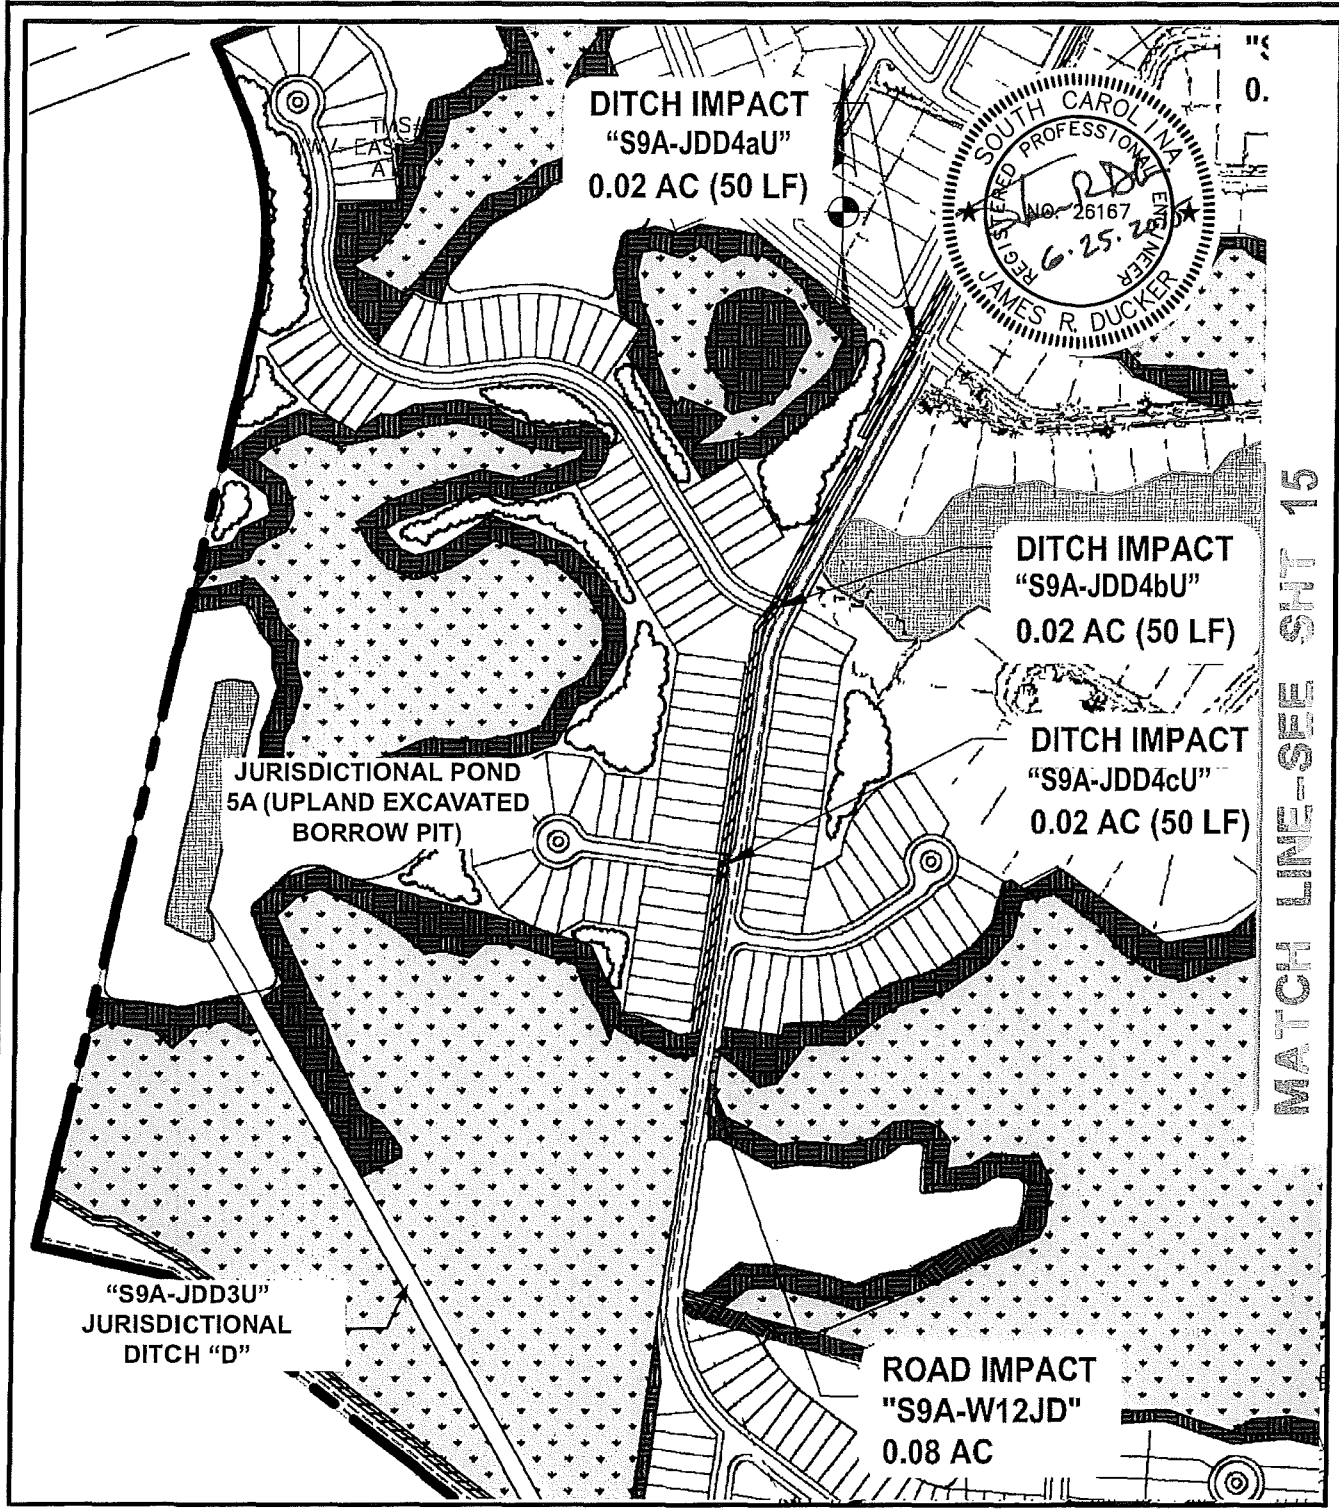 DITCH IMPACT
“S9A-JDD4aU”
0.02 AC (50 LF)
SOUTH CAROLINA
REGISTERED PROFESSIONAL ENGINEER
NO. 26167
JAMES R. DUCKER
"S
0.
TMS#
A
DITCH IMPACT
“S9A-JDD4bU”
0.02 AC (50 LF)
DITCH IMPACT
“S9A-JDD4cU”
0.02 AC (50 LF)
MATCH LINE-SEE SHT 15
JURISDICTIONAL POND
5A (UPLAND EXCAVATED
BORROW PIT)
“S9A-JDD3U”
JURISDICTIONAL
DITCH “D”
ROAD IMPACT
"S9A-W12JD"
0.08 AC